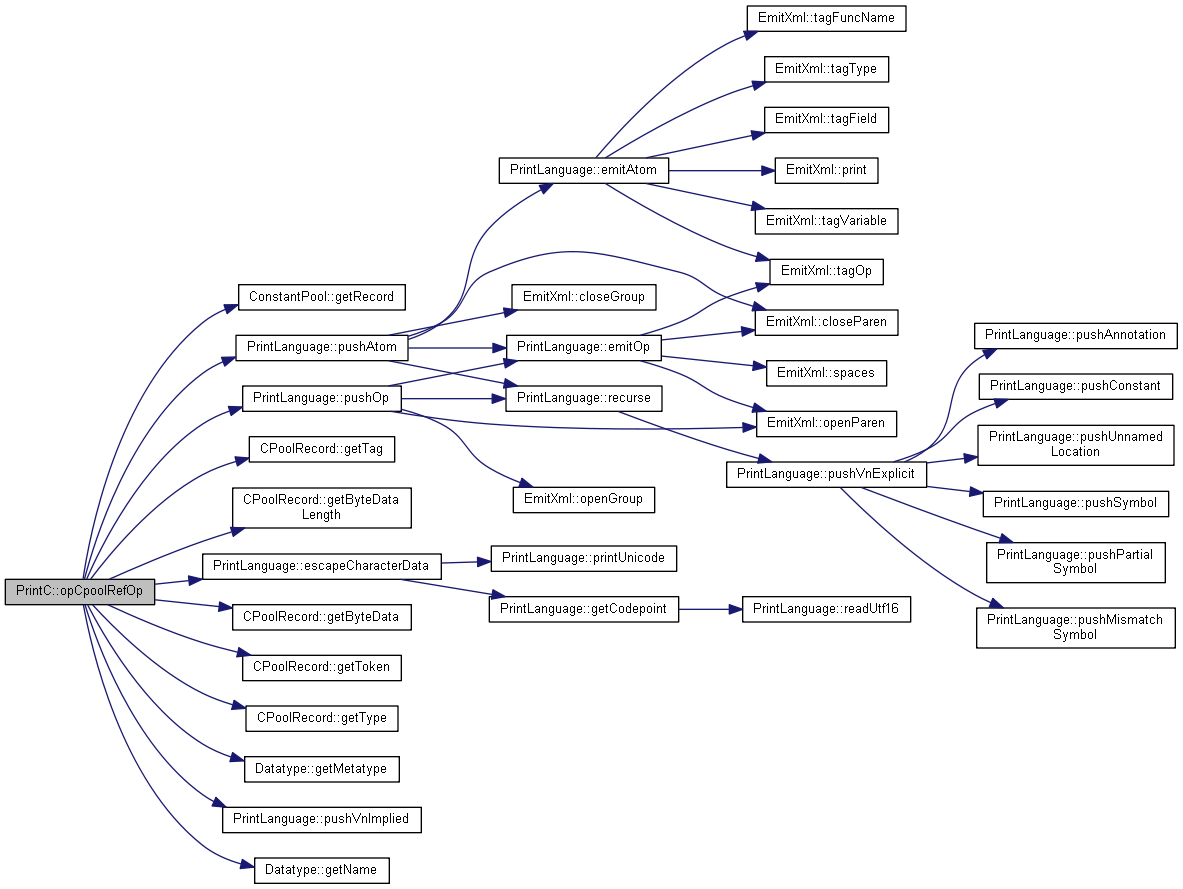 EmitXml::tagFuncName
EmitXml::tagType
EmitXml::tagField
PrintLanguage::emitAtom
EmitXml::print
EmitXml::tagVariable
EmitXml::tagOp
ConstantPool::getRecord
EmitXml::closeGroup
EmitXml::closeParen
PrintLanguage::pushAtom
PrintLanguage::emitOp
PrintLanguage::pushAnnotation
EmitXml::spaces
PrintLanguage::pushConstant
PrintLanguage::pushOp
PrintLanguage::recurse
EmitXml::openParen
PrintLanguage::pushUnnamed
Location
CPoolRecord::getTag
PrintLanguage::pushVnExplicit
CPoolRecord::getByteData
Length
EmitXml::openGroup
PrintLanguage::pushSymbol
PrintLanguage::escapeCharacterData
PrintLanguage::printUnicode
PrintLanguage::pushPartial
Symbol
PrintC::opCpoolRefOp
PrintLanguage::getCodepoint
PrintLanguage::readUtf16
CPoolRecord::getByteData
PrintLanguage::pushMismatch
Symbol
CPoolRecord::getToken
CPoolRecord::getType
Datatype::getMetatype
PrintLanguage::pushVnImplied
Datatype::getName